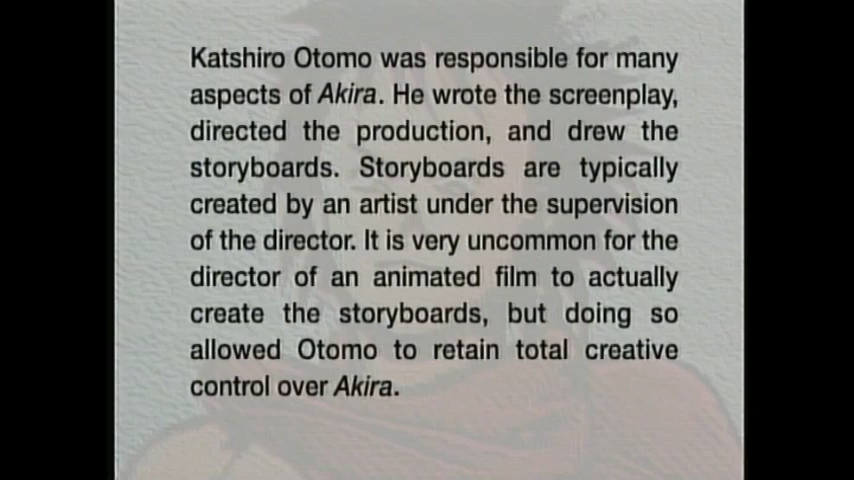 Katshiro Otomo was responsible for many
aspects of Akira. He wrote the screenplay,
directed the production, and drew the
storyboards. Storyboards are typically
created by an artist under the supervision
of the director. It is very uncommon for the
director of an animated film to actually
create the storyboards, but doing so
allowed Otomo to retain total creative
control over Akira.